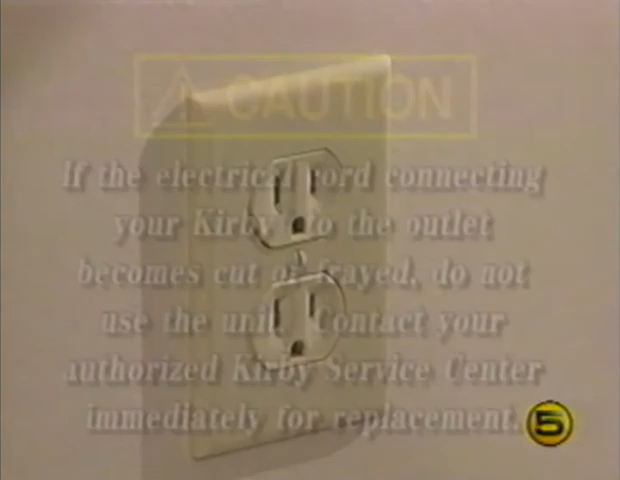 CAUTION
If the electrical cord connecting
your Kirby to the outlet
becomes cut or frayed, do not
use the unit. Contact your
authorized Kirby Service Center
immediately for replacement.
5